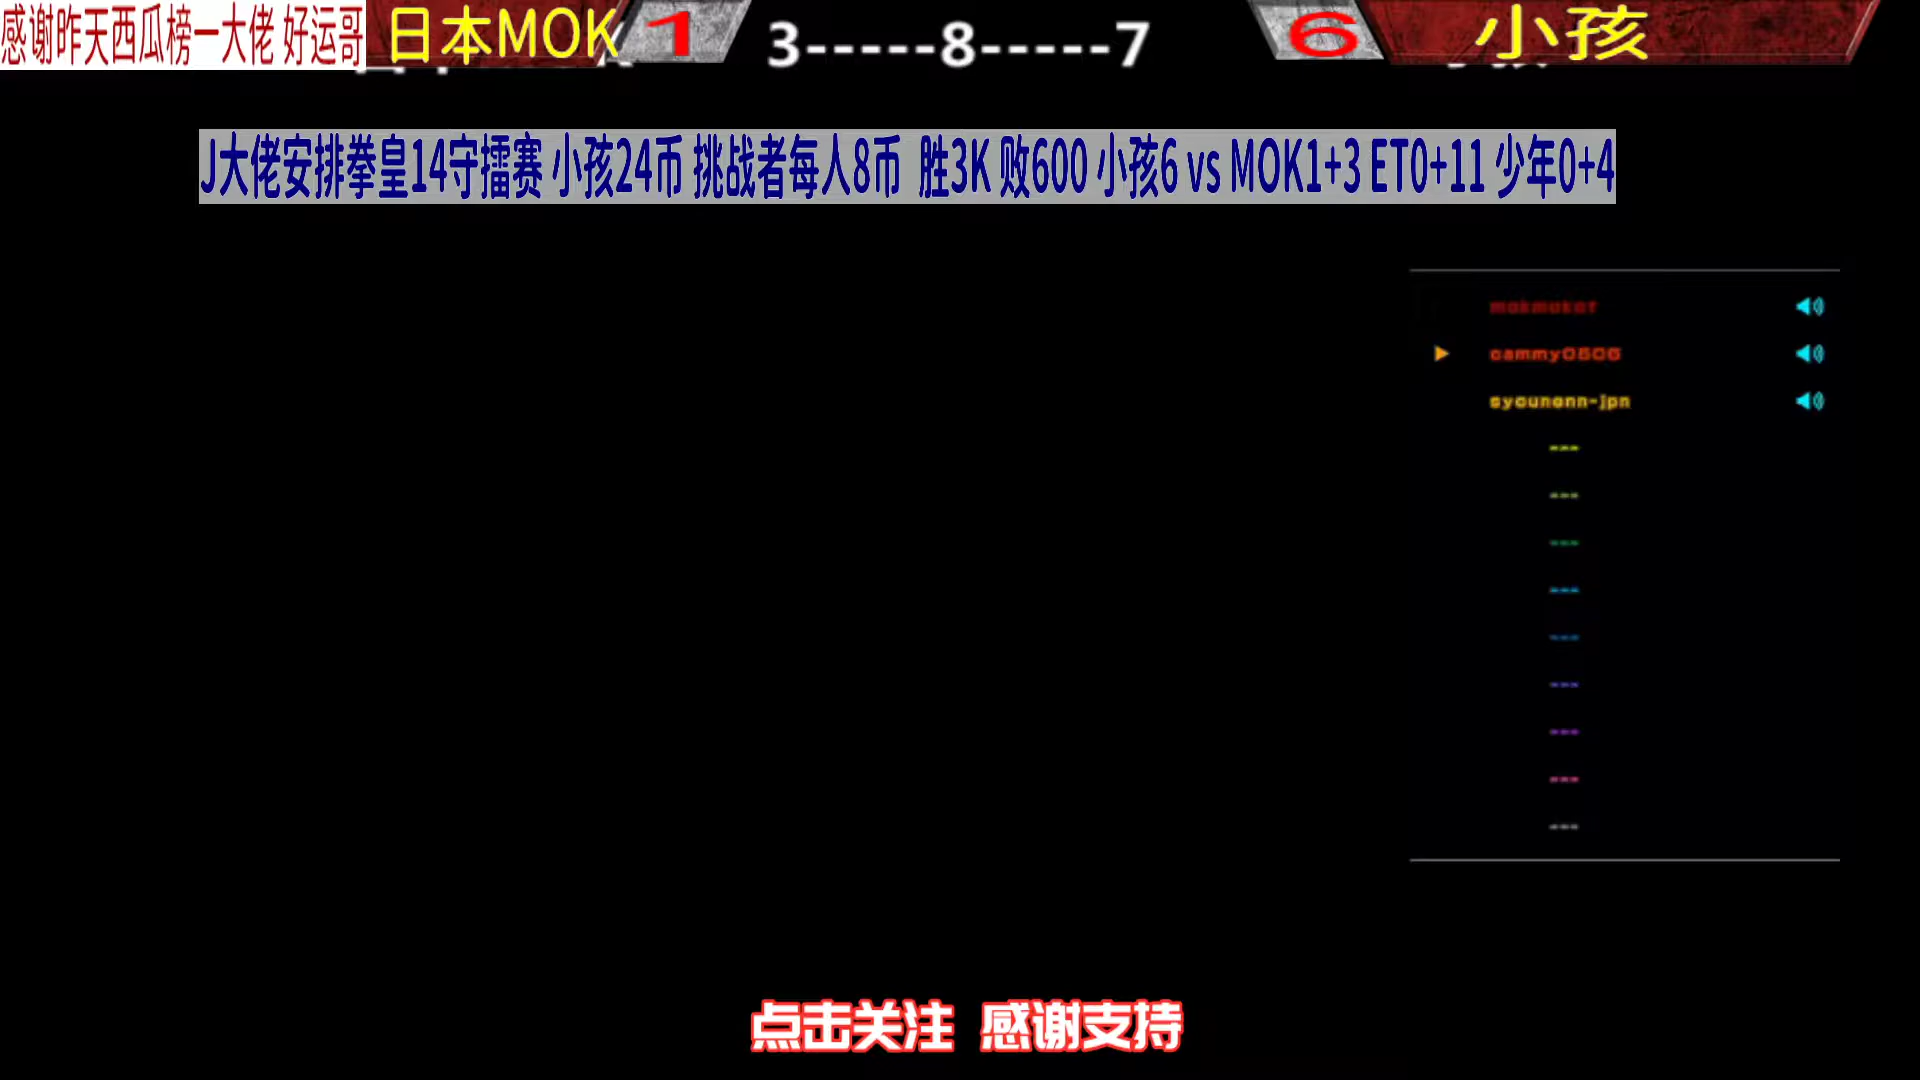 感谢昨天西瓜榜一大佬 好运哥
日本MOK 1 3-----8-----7 6 小孩
J大佬安排拳皇14守擂赛 小孩24币 挑战者每人8币 胜3K 败600 小孩6 vs MOK1+3 ET0+11 少年0+4
cammy0506
syounenn-jpn
---
---
---
---
---
---
---
---
---
点击关注 感谢支持